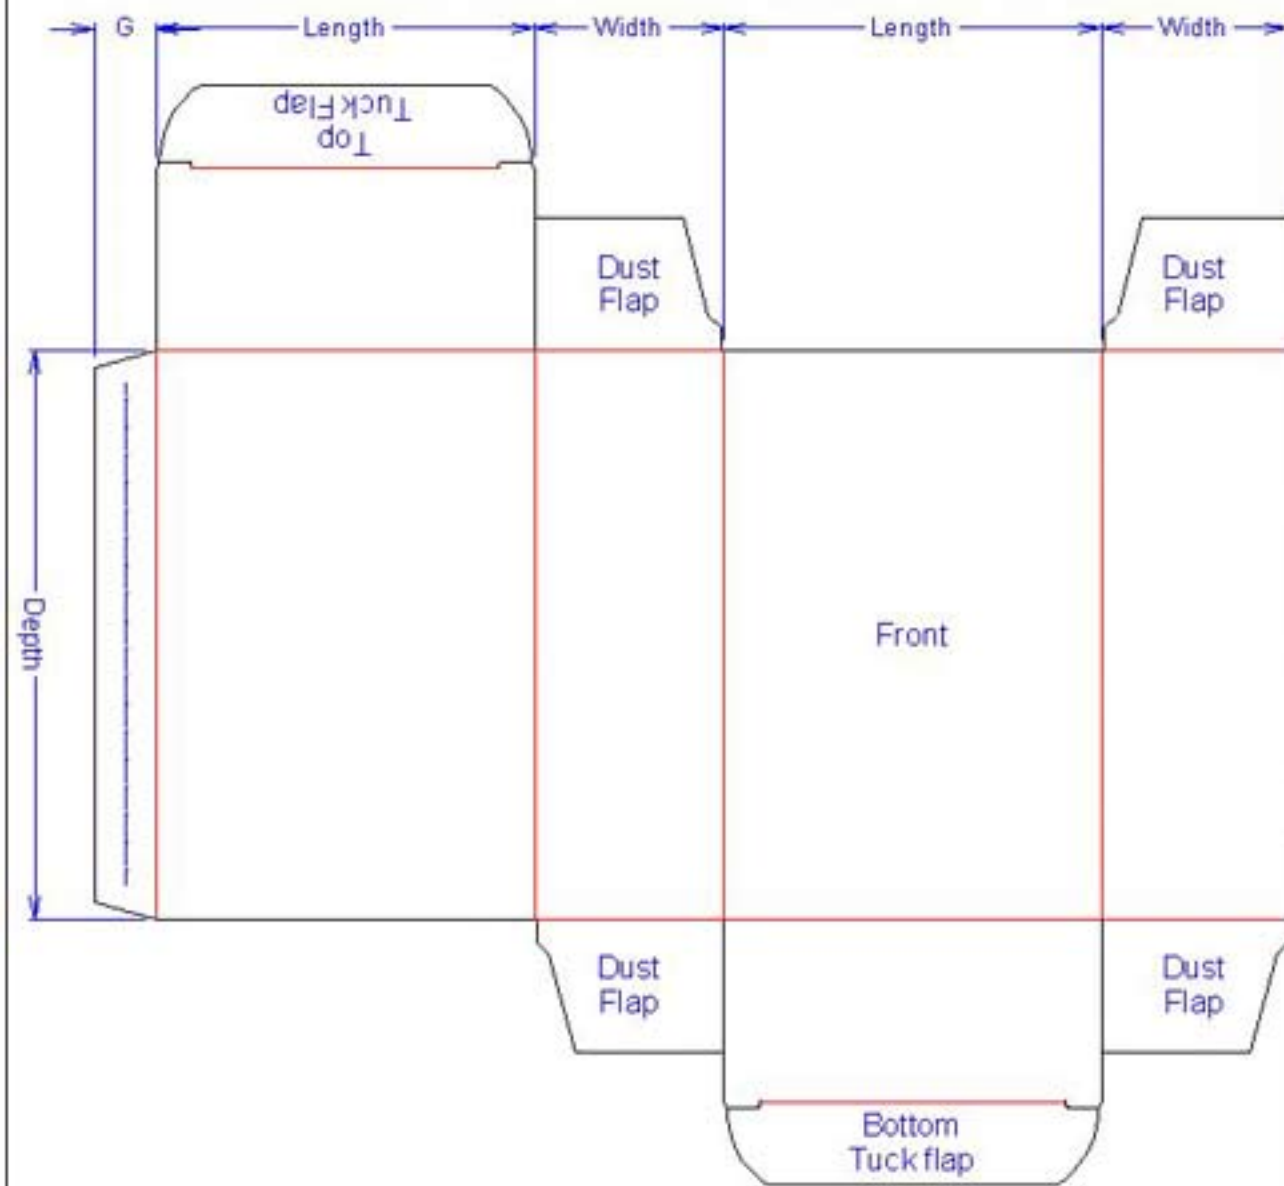 G
Length
Width
Length
Width
Top
Tuck Flap
Dust
Flap
Dust
Flap
Depth
Front
Dust
Flap
Dust
Flap
Bottom
Tuck flap